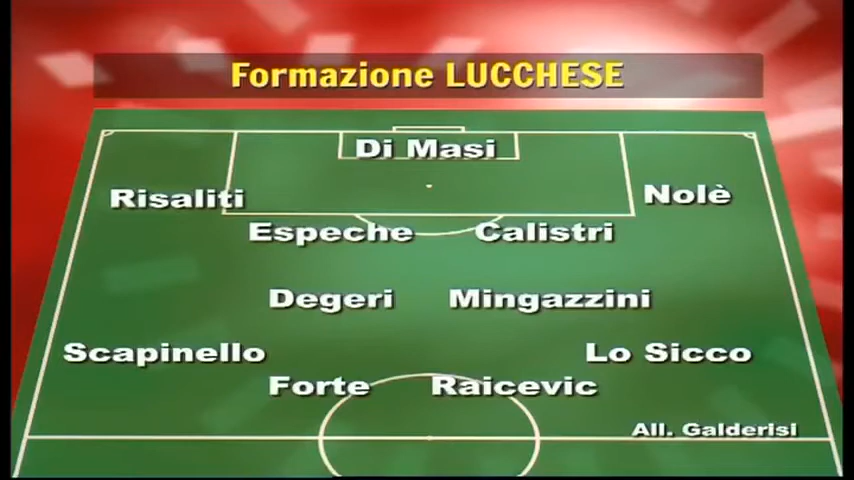 Formazione LUCCHESE
Di Masi
Risaliti
Nolè
Espeche
Calistri
Degeri
Mingazzini
Scapinello
Lo Sicco
Forte
Raicevic
All. Galderisi